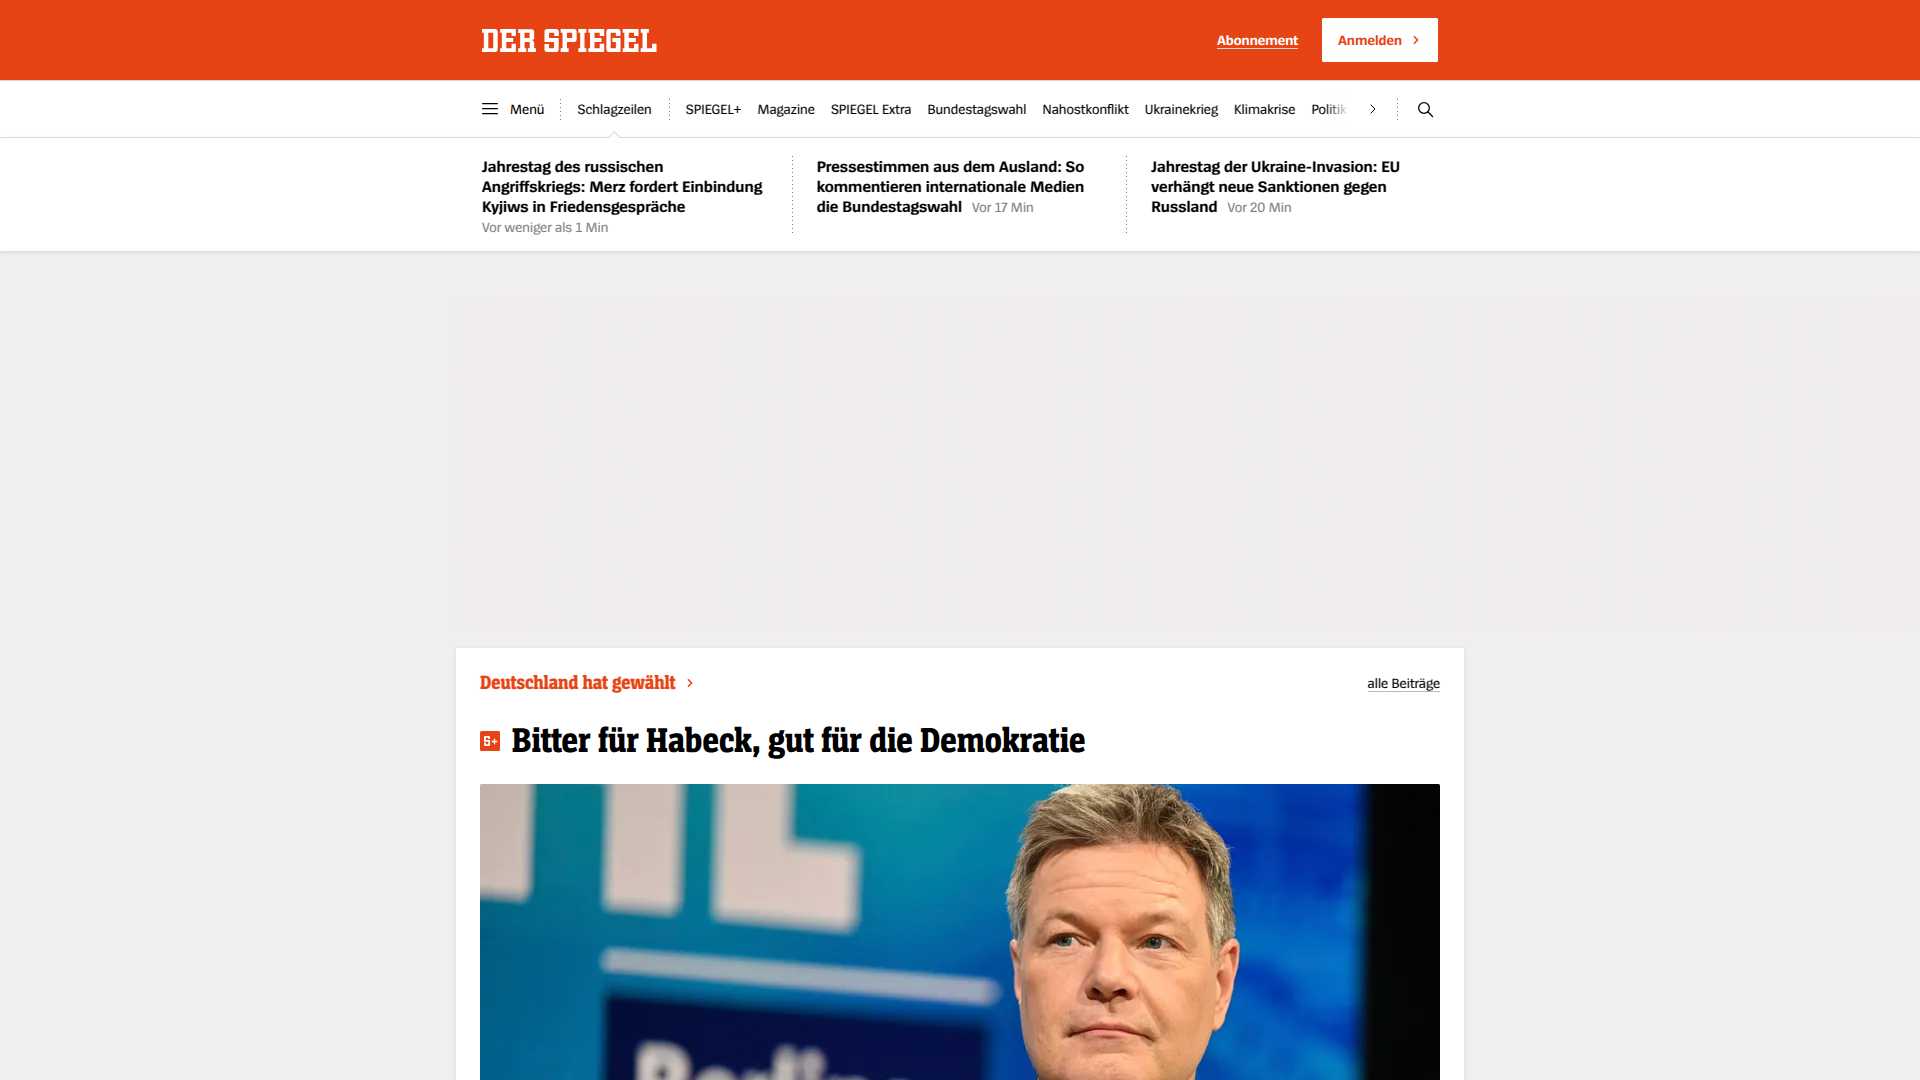 DER SPIEGEL
Abonnement
Anmelden
Menü
Schlagzeilen
SPIEGEL+
Magazine
SPIEGEL Extra
Bundestagswahl
Nahostkonflikt
Ukrainekrieg
Klimakrise
Politik
Jahrestag des russischen
Angriffskriegs: Merz fordert Einbindung
Kyjiws in Friedensgespräche
Vor weniger als 1 Min
Pressestimmen aus dem Ausland: So
kommentieren internationale Medien
die Bundestagswahl Vor 17 Min
Jahrestag der Ukraine-Invasion: EU
verhängt neue Sanktionen gegen
Russland Vor 20 Min
Deutschland hat gewählt
alle Beiträge
S+ Bitter für Habeck, gut für die Demokratie